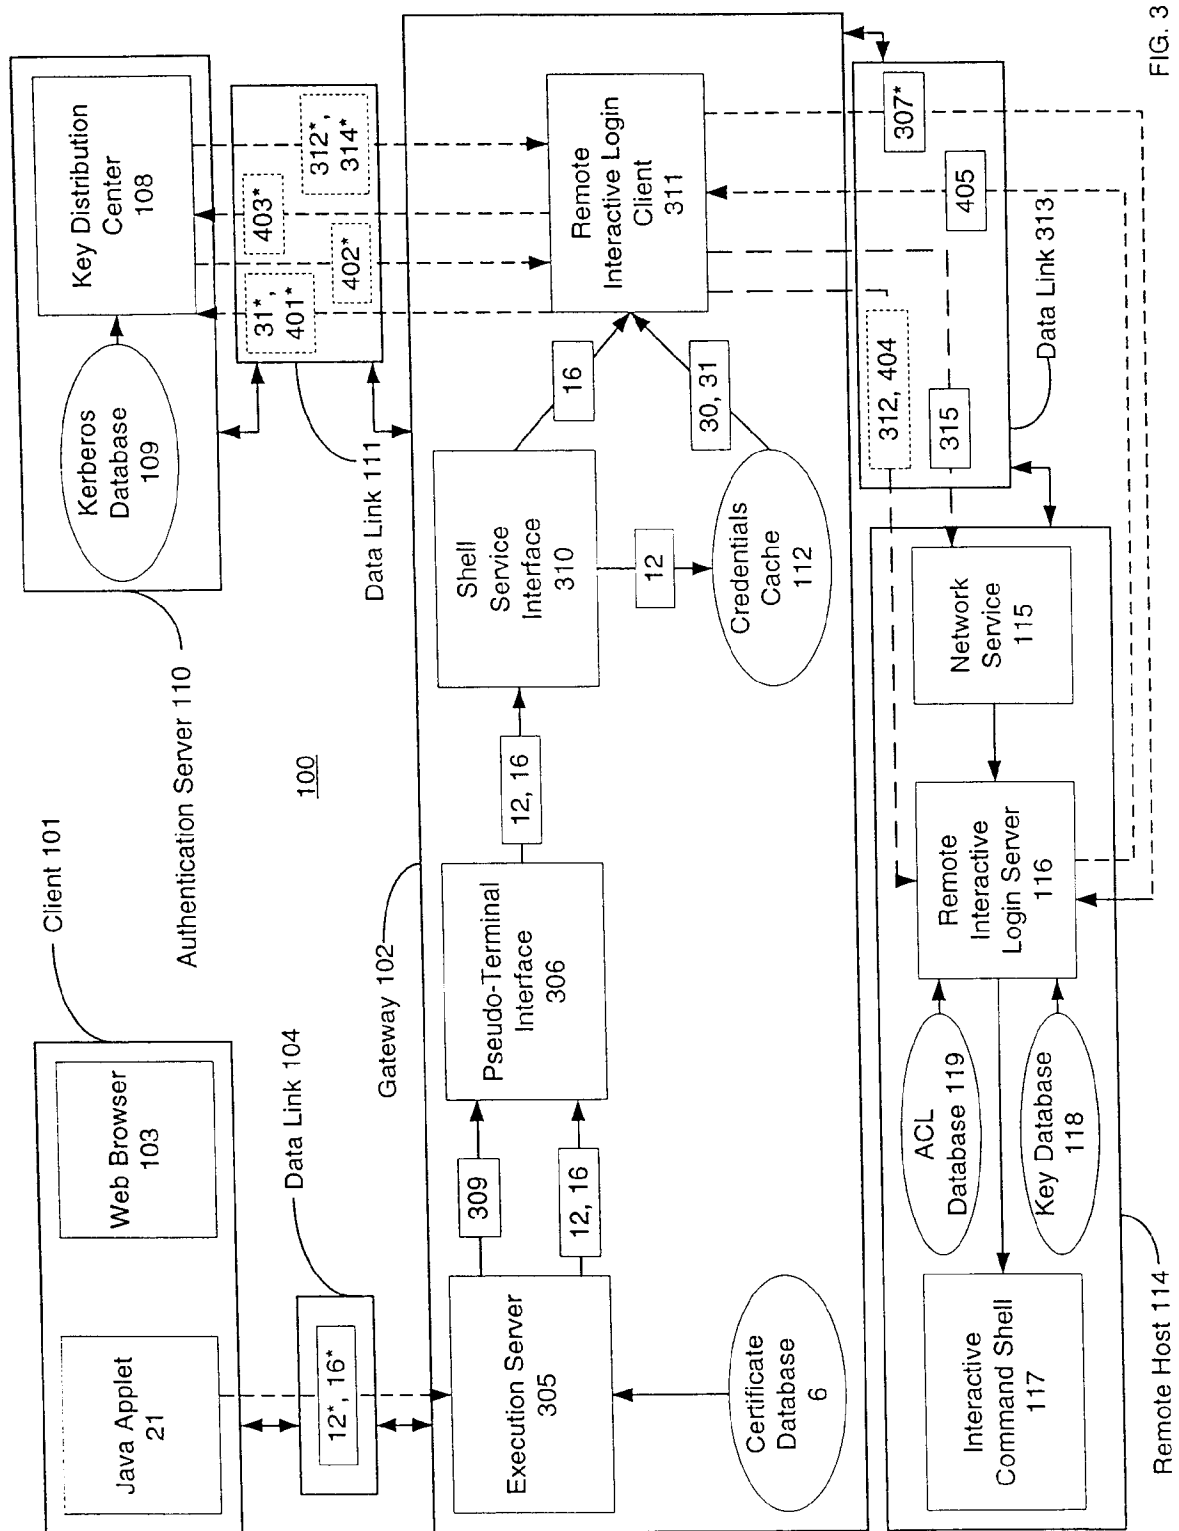 Client 101
Java Applet
21
Web Browser
103
Authentication Server 110
Kerberos
Database
109
Key Distribution
Center
108
12*, 16*
Data Link 104
100
Data Link 111
31*,
401*
402*
403*
312*,
314*
Gateway 102
Execution Server
305
309
12, 16
Pseudo-Terminal
Interface
306
12, 16
Shell
Service
Interface
310
16
12
30, 31
Remote
Interactive Login
Client
311
Certificate
Database
6
Credentials
Cache
112
312, 404
315
405
307*
Data Link 313
Interactive
Command Shell
117
ACL
Database 119
Key Database
118
Remote
Interactive
Login Server
116
Network
Service
115
Remote Host 114
FIG. 3